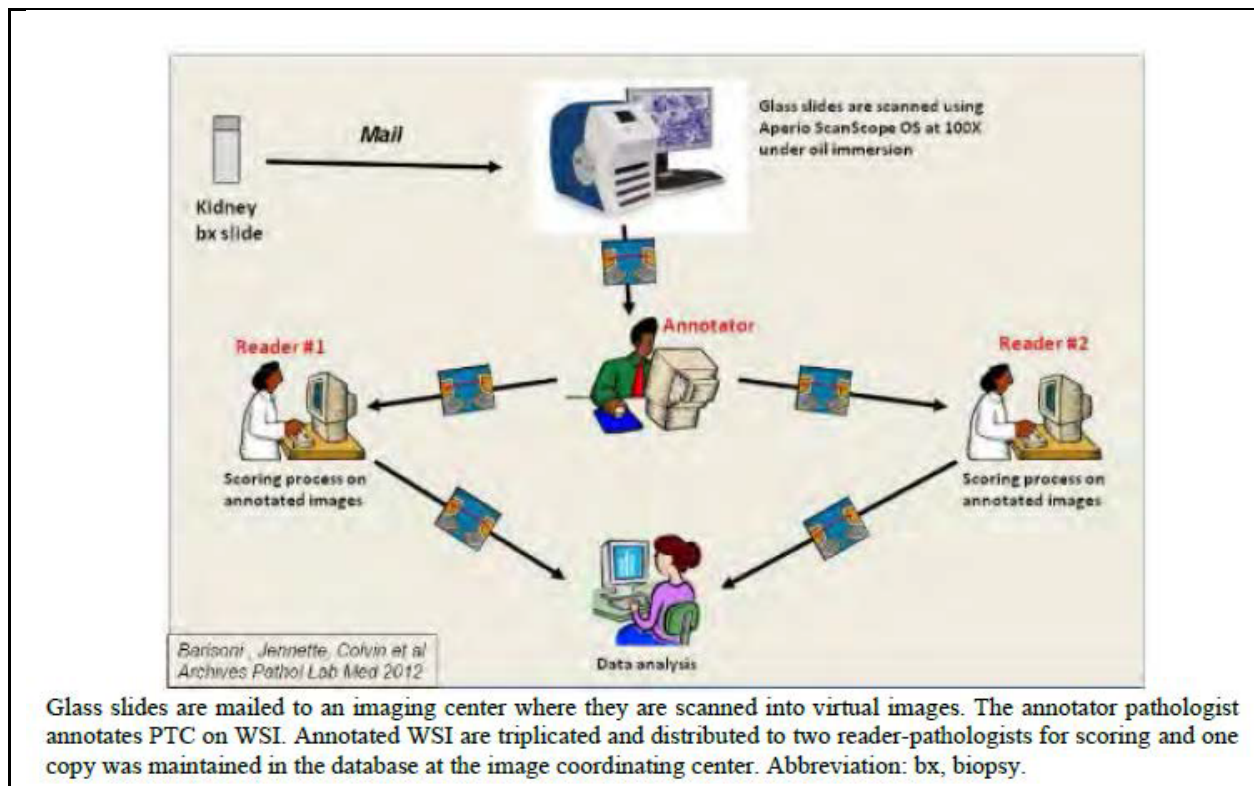 Mail
Glass slides are scanned using
Aperio ScanScope OS at 100X
under oil immersion
Kidney
bx slide
Annotator
Reader #1
Reader #2
Scoring process on
annotated images
Scoring process on
annotated images
Data analysis
Barisoni , Jennette, Colvin et al
Archives Pathol Lab Med 2012
Glass slides are mailed to an imaging center where they are scanned into virtual images. The annotator pathologist
annotates PTC on WSI. Annotated WSI are triplicated and distributed to two reader-pathologists for scoring and one
copy was maintained in the database at the image coordinating center. Abbreviation: bx, biopsy.